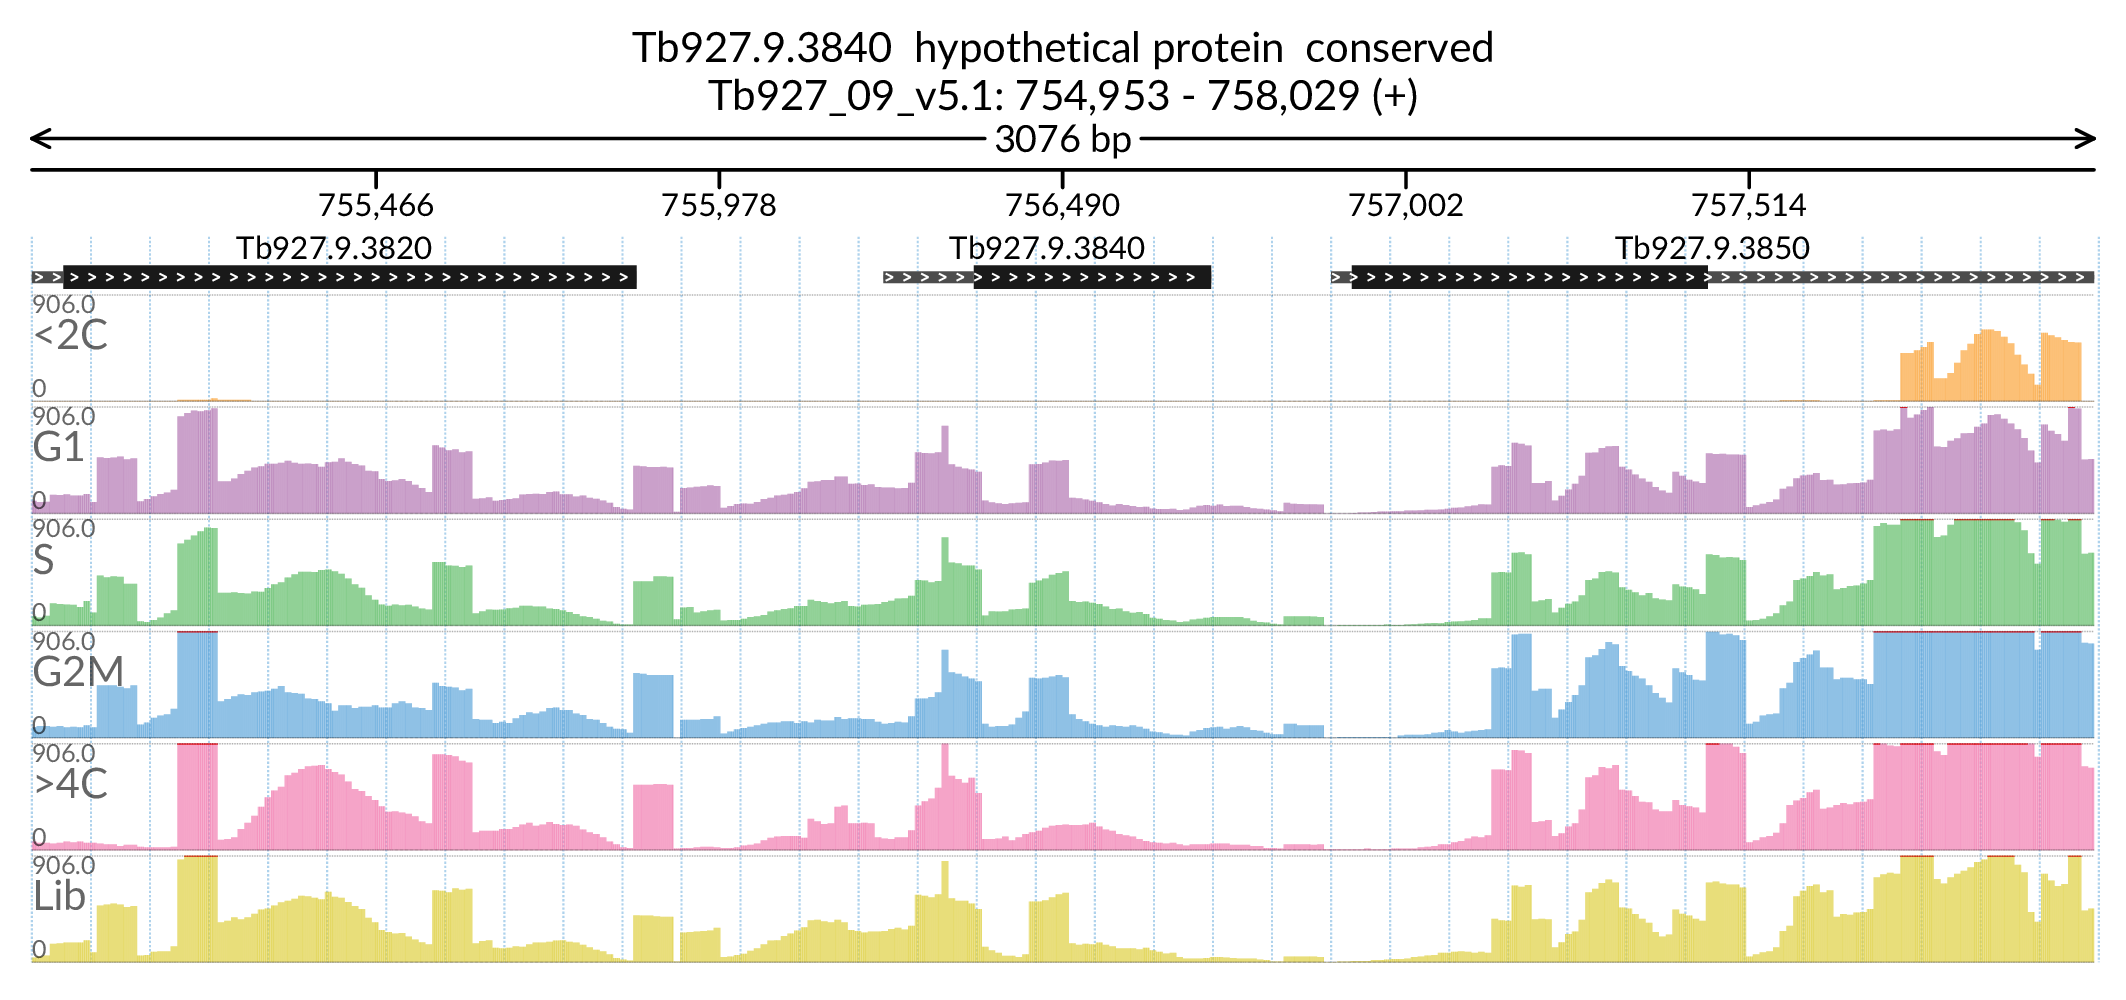 Tb927.9.3840  hypothetical protein  conserved
Tb927_09_v5.1: 754,953 - 758,029 (+)
3076 bp
755,466 755,978 756,490 757,002 757,514
Tb927.9.3820 Tb927.9.3840 Tb927.9.3850
906.0
<2C
0
906.0
G1
0
906.0
S
0
906.0
G2M
0
906.0
>4C
0
906.0
Lib
0